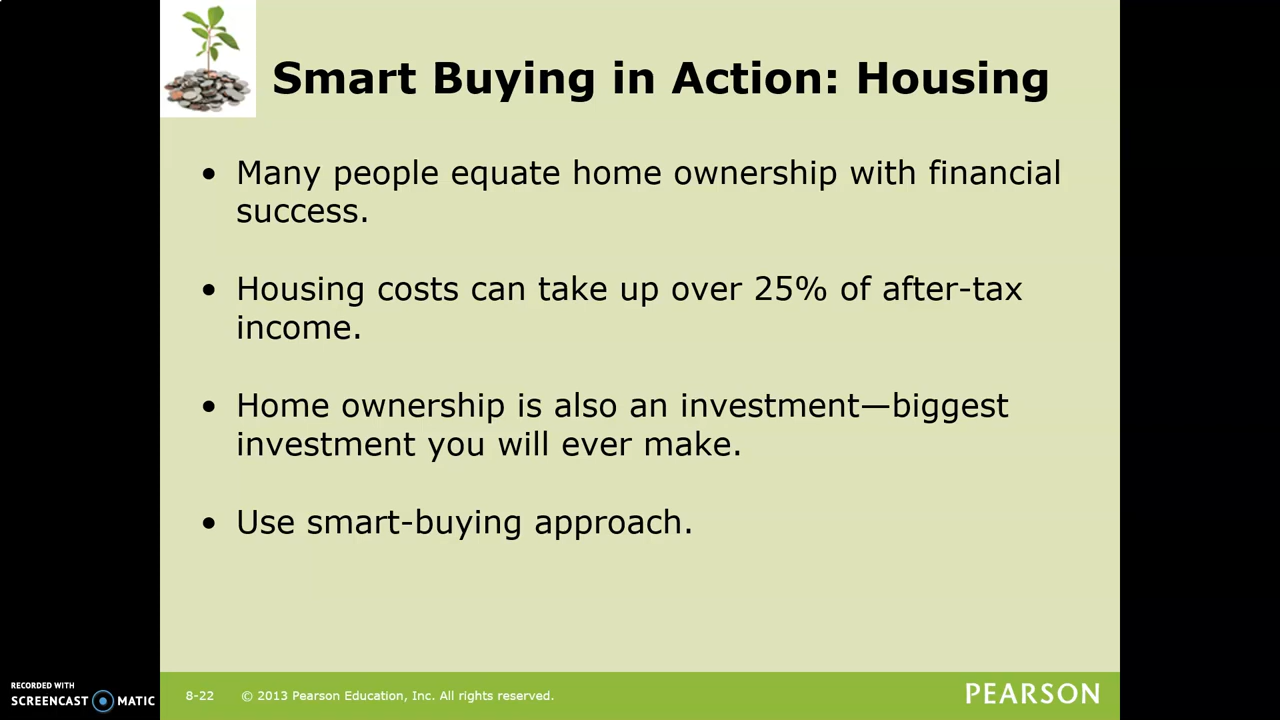 Smart Buying in Action: Housing
• Many people equate home ownership with financial
success.
• Housing costs can take up over 25% of after-tax
income.
• Home ownership is also an investment—biggest
investment you will ever make.
• Use smart-buying approach.
RECORDED WITH
SCREENCAST MATIC
8-22 © 2013 Pearson Education, Inc. All rights reserved.
PEARSON